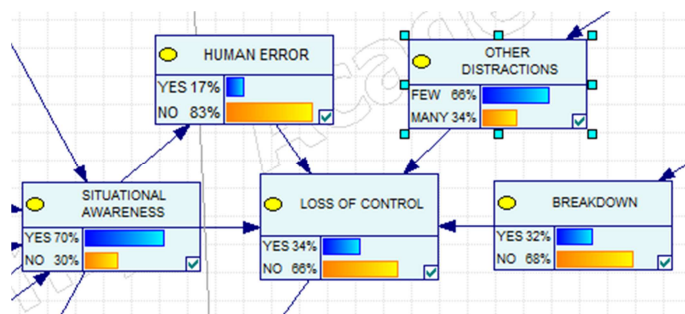 HUMAN ERROR
YES 17%
NO 83%
OTHER
DISTRACTIONS
FEW 66%
MANY 34%
SITUATIONAL
AWARENESS
YES 70%
NO 30%
LOSS OF CONTROL
YES 34%
NO 66%
BREAKDOWN
YES 32%
NO 68%